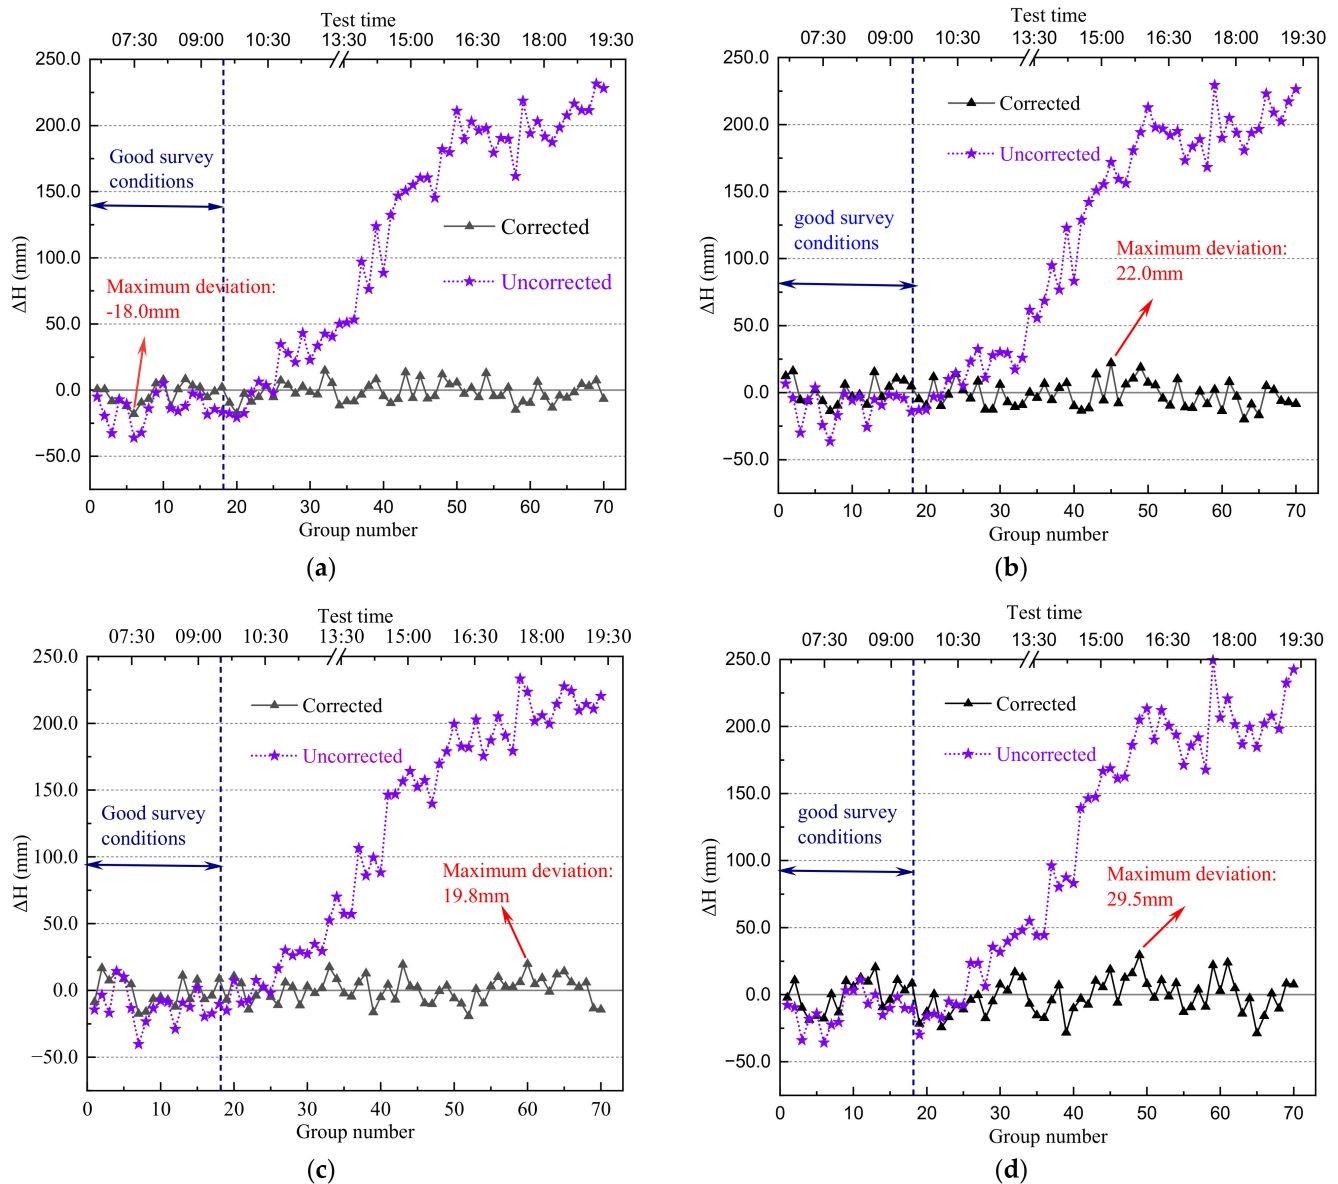 Test time
07:30 09:00 10:30 13:30 15:00 16:30 18:00 19:30
250.0
200.0
150.0
100.0
50.0
0.0
−50.0
ΔH (mm)
Good survey
conditions
Corrected
Uncorrected
Maximum deviation:
-18.0mm
0 10 20 30 40 50 60 70
Group number
(a)
Test time
07:30 09:00 10:30 13:30 15:00 16:30 18:00 19:30
250.0
200.0
150.0
100.0
50.0
0.0
−50.0
ΔH (mm)
Corrected
Uncorrected
good survey
conditions
Maximum deviation:
22.0mm
0 10 20 30 40 50 60 70
Group number
(b)
Test time
07:30 09:00 10:30 13:30 15:00 16:30 18:00 19:30
250.0
200.0
150.0
100.0
50.0
0.0
−50.0
ΔH (mm)
Corrected
Uncorrected
Good survey
conditions
Maximum deviation:
19.8mm
0 10 20 30 40 50 60 70
Group number
(c)
Test time
07:30 09:00 10:30 13:30 15:00 16:30 18:00 19:30
250.0
200.0
150.0
100.0
50.0
0.0
−50.0
ΔH (mm)
Corrected
Uncorrected
good survey
conditions
Maximum deviation:
29.5mm
0 10 20 30 40 50 60 70
Group number
(d)